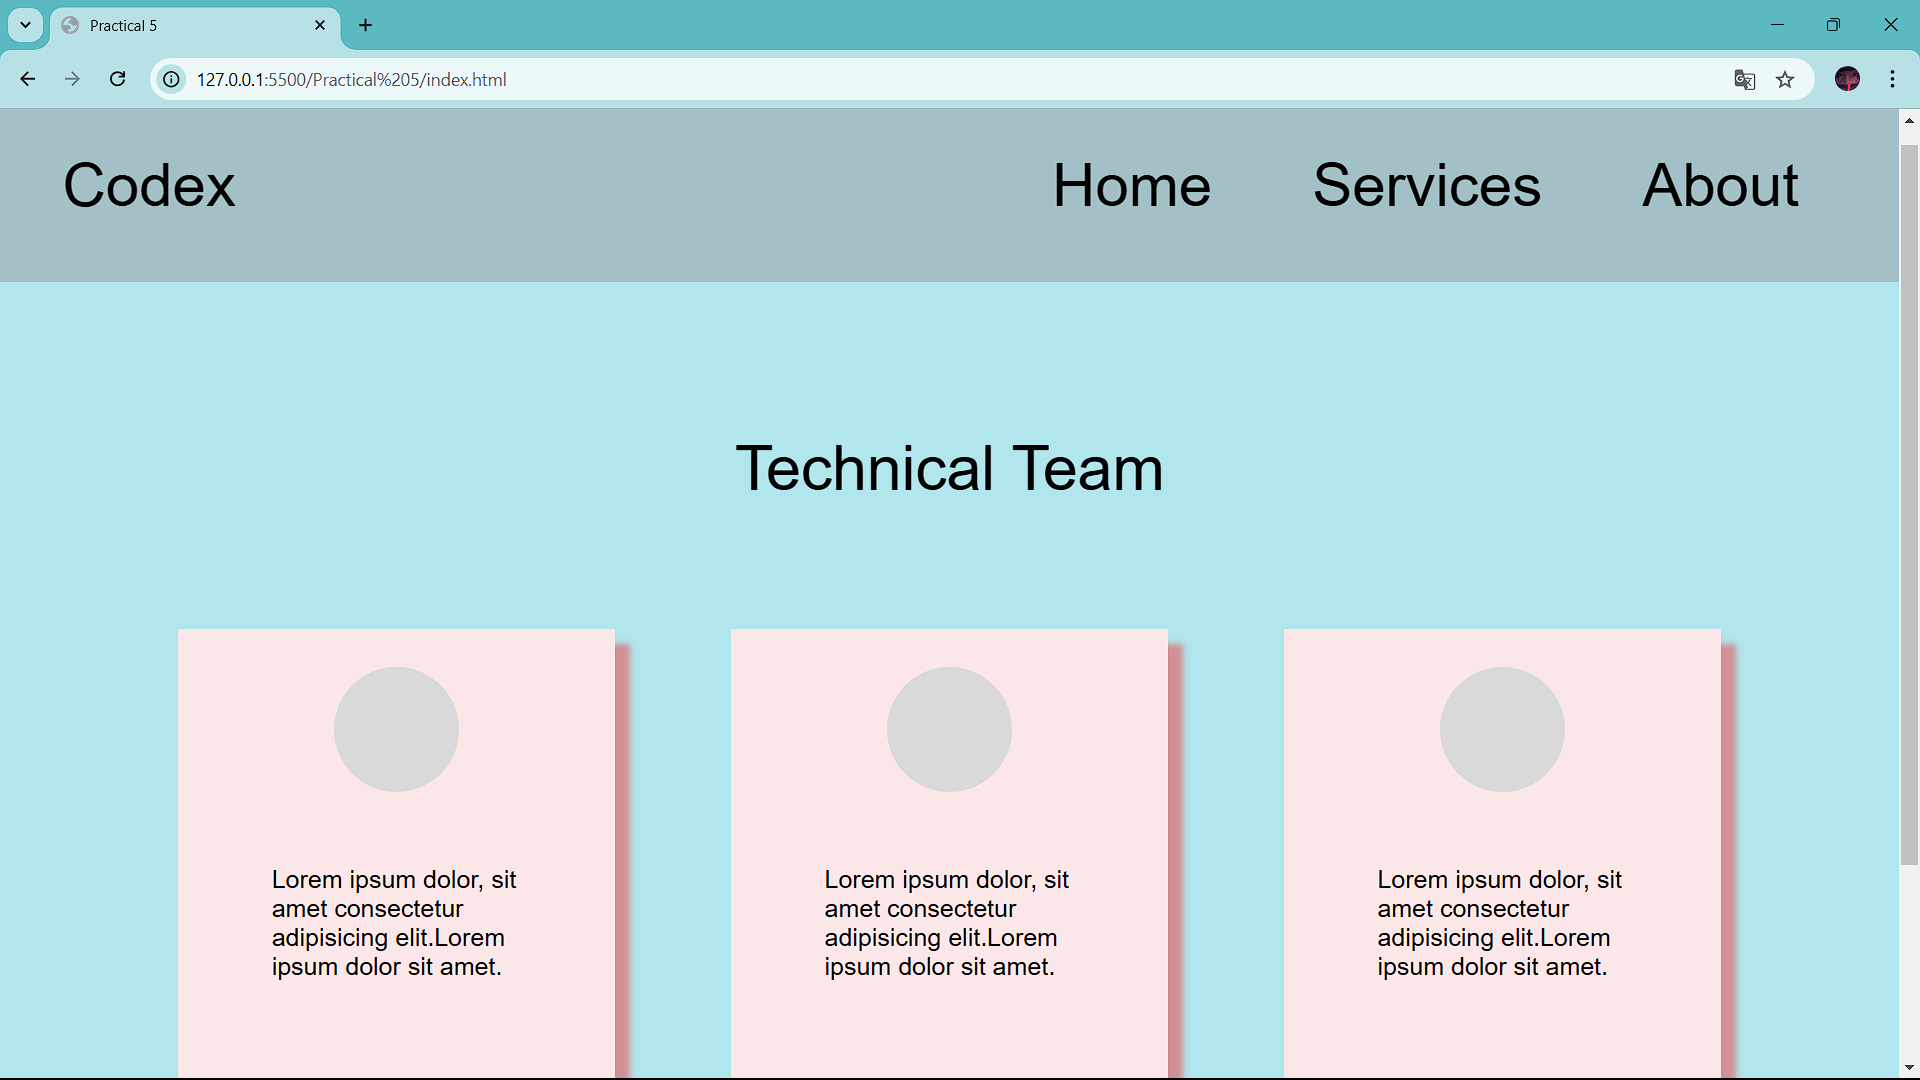 Practical 5
127.0.0.1:5500/Practical%205/index.html
Codex Home Services About
Technical Team
Lorem ipsum dolor, sit
amet consectetur
adipisicing elit.Lorem
ipsum dolor sit amet.
Lorem ipsum dolor, sit
amet consectetur
adipisicing elit.Lorem
ipsum dolor sit amet.
Lorem ipsum dolor, sit
amet consectetur
adipisicing elit.Lorem
ipsum dolor sit amet.